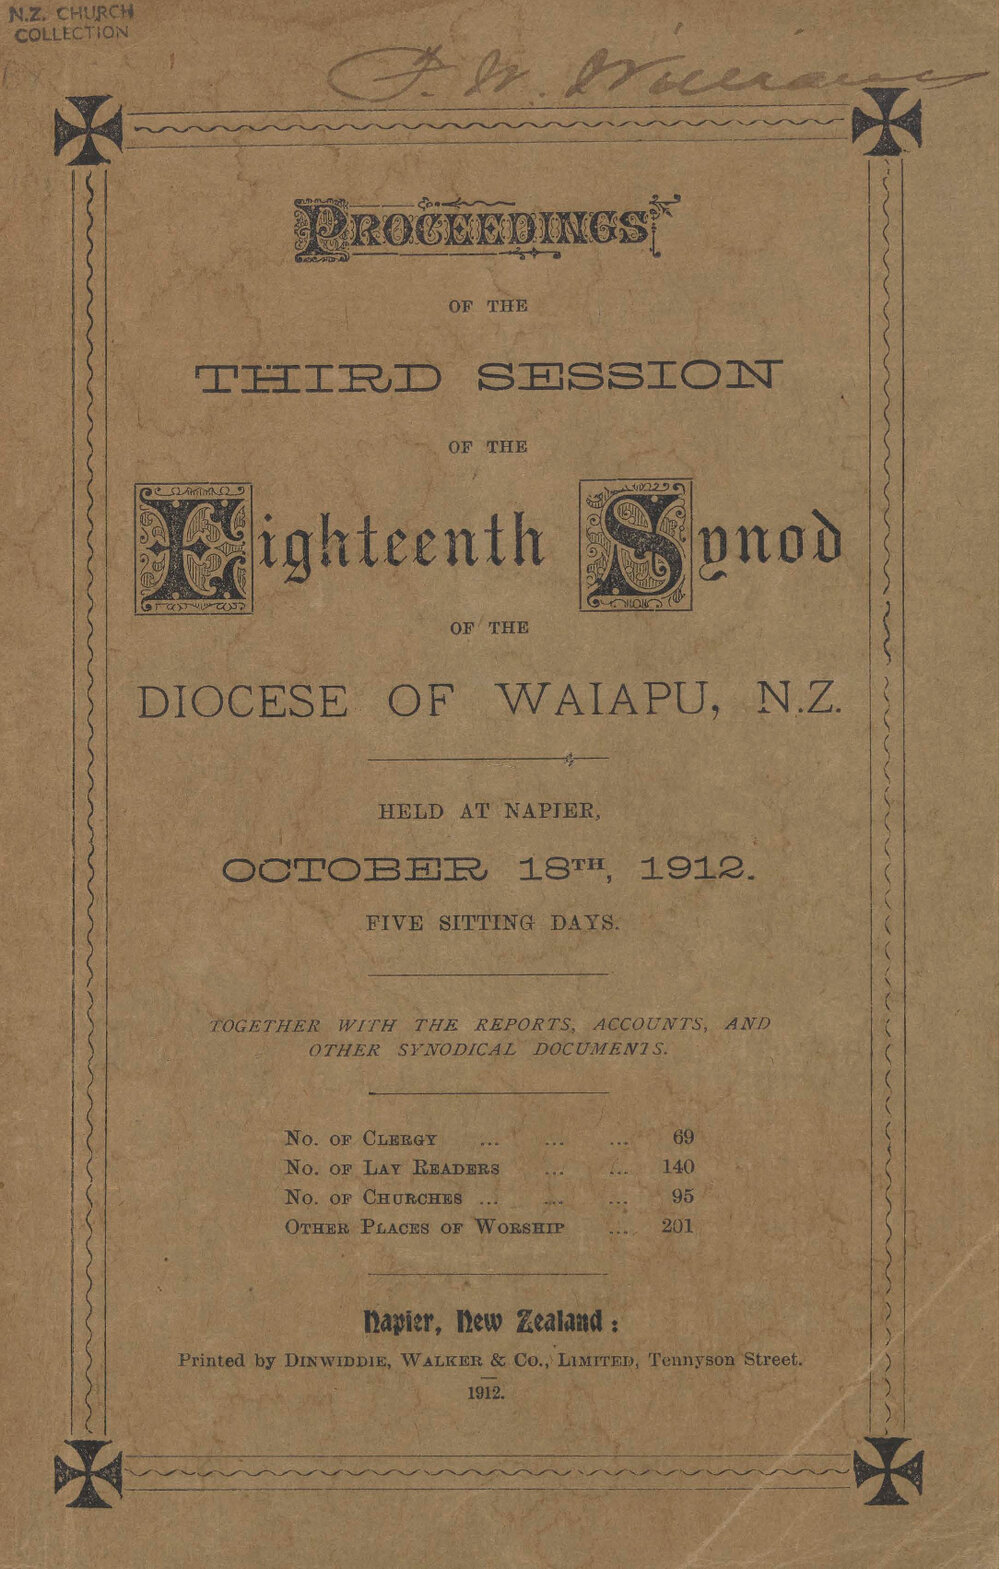 N.Z. CHURCH
COLLECTION
F. W. Williams
PROCEEDINGS
OF THE
THIRD SESSION
OF THE
Eighteenth Synod
OF THE
DIOCESE OF WAIAPU, N.Z.
HELD AT NAPIER,
OCTOBER 18TH, 1912.
FIVE SITTING DAYS.
TOGETHER WITH THE REPORTS, ACCOUNTS, AND
OTHER SYNODICAL DOCUMENTS.
No. of Clergy ... ... ... 69
No. of Lay Readers ... ... 140
No. of Churches ... ... ... 95
Other Places of Worship ... 201
Napier, New Zealand:
Printed by Dinwiddie, Walker & Co., Limited, Tennyson Street.
1912.